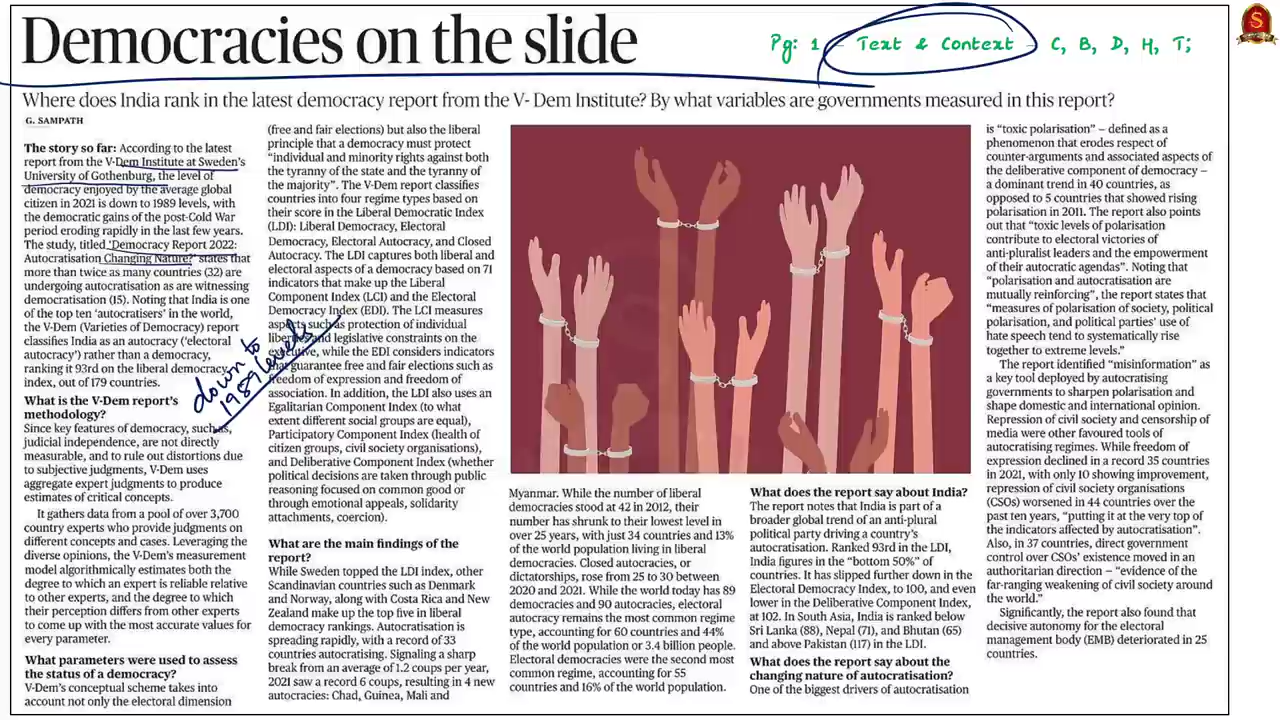 Democracies on the slide
Pg: 1 - Text & Context - C, B, D, H, T;
Where does India rank in the latest democracy report from the V- Dem Institute? By what variables are governments measured in this report?
G. SAMPATH
The story so far: According to the latest
report from the V-Dem Institute at Sweden's
University of Gothenburg, the level of
democracy enjoyed by the average global
citizen in 2021 is down to 1989 levels, with
the democratic gains of the post-Cold War
period eroding rapidly in the last few years.
The study, titled 'Democracy Report 2022:
Autocratisation Changing Nature?' states that
more than twice as many countries (32) are
undergoing autocratisation as are witnessing
democratisation (15). Noting that India is one
of the top ten 'autocratisers' in the world,
the V-Dem (Varieties of Democracy) report
classifies India as an autocracy ('electoral
autocracy') rather than a democracy,
ranking it 93rd on the liberal democracy
index, out of 179 countries.
down to
1989 levels
What is the V-Dem report's
methodology?
Since key features of democracy, such as,
judicial independence, are not directly
measurable, and to rule out distortions due
to subjective judgments, V-Dem uses
aggregate expert judgments to produce
estimates of critical concepts.
It gathers data from a pool of over 3,700
country experts who provide judgments on
different concepts and cases. Leveraging the
diverse opinions, the V-Dem's measurement
model algorithmically estimates both the
degree to which an expert is reliable relative
to other experts, and the degree to which
their perception differs from other experts
to come up with the most accurate values for
every parameter.
What parameters were used to assess
the status of a democracy?
V-Dem's conceptual scheme takes into
account not only the electoral dimension
(free and fair elections) but also the liberal
principle that a democracy must protect
"individual and minority rights against both
the tyranny of the state and the tyranny of
the majority". The V-Dem report classifies
countries into four regime types based on
their score in the Liberal Democratic Index
(LDI): Liberal Democracy, Electoral
Democracy, Electoral Autocracy, and Closed
Autocracy. The LDI captures both liberal and
electoral aspects of a democracy based on 71
indicators that make up the Liberal
Component Index (LCI) and the Electoral
Democracy Index (EDI). The LCI measures
aspects such as protection of individual
liberties and legislative constraints on the
executive, while the EDI considers indicators
that guarantee free and fair elections such as
freedom of expression and freedom of
association. In addition, the LDI also uses an
Egalitarian Component Index (to what
extent different social groups are equal),
Participatory Component Index (health of
citizen groups, civil society organisations),
and Deliberative Component Index (whether
political decisions are taken through public
reasoning focused on common good or
through emotional appeals, solidarity
attachments, coercion).
What are the main findings of the
report?
While Sweden topped the LDI index, other
Scandinavian countries such as Denmark
and Norway, along with Costa Rica and New
Zealand make up the top five in liberal
democracy rankings. Autocratisation is
spreading rapidly, with a record of 33
countries autocratising. Signaling a sharp
break from an average of 1.2 coups per year,
2021 saw a record 6 coups, resulting in 4 new
autocracies: Chad, Guinea, Mali and
Myanmar. While the number of liberal
democracies stood at 42 in 2012, their
number has shrunk to their lowest level in
over 25 years, with just 34 countries and 13%
of the world population living in liberal
democracies. Closed autocracies, or
dictatorships, rose from 25 to 30 between
2020 and 2021. While the world today has 89
democracies and 90 autocracies, electoral
autocracy remains the most common regime
type, accounting for 60 countries and 44%
of the world population or 3.4 billion people.
Electoral democracies were the second most
common regime, accounting for 55
countries and 16% of the world population.
What does the report say about India?
The report notes that India is part of a
broader global trend of an anti-plural
political party driving a country's
autocratisation. Ranked 93rd in the LDI,
India figures in the "bottom 50%" of
countries. It has slipped further down in the
Electoral Democracy Index, to 100, and even
lower in the Deliberative Component Index,
at 102. In South Asia, India is ranked below
Sri Lanka (88), Nepal (71), and Bhutan (65)
and above Pakistan (117) in the LDI.
What does the report say about the
changing nature of autocratisation?
One of the biggest drivers of autocratisation
is "toxic polarisation" – defined as a
phenomenon that erodes respect of
counter-arguments and associated aspects of
the deliberative component of democracy –
a dominant trend in 40 countries, as
opposed to 5 countries that showed rising
polarisation in 2011. The report also points
out that "toxic levels of polarisation
contribute to electoral victories of
anti-pluralist leaders and the empowerment
of their autocratic agendas". Noting that
"polarisation and autocratisation are
mutually reinforcing", the report states that
"measures of polarisation of society, political
polarisation, and political parties' use of
hate speech tend to systematically rise
together to extreme levels."
The report identified "misinformation" as
a key tool deployed by autocratising
governments to sharpen polarisation and
shape domestic and international opinion.
Repression of civil society and censorship of
media were other favoured tools of
autocratising regimes. While freedom of
expression declined in a record 35 countries
in 2021, with only 10 showing improvement,
repression of civil society organisations
(CSOs) worsened in 44 countries over the
past ten years, "putting it at the very top of
the indicators affected by autocratisation".
Also, in 37 countries, direct government
control over CSOs' existence moved in an
authoritarian direction – "evidence of the
far-ranging weakening of civil society around
the world."
Significantly, the report also found that
decisive autonomy for the electoral
management body (EMB) deteriorated in 25
countries.